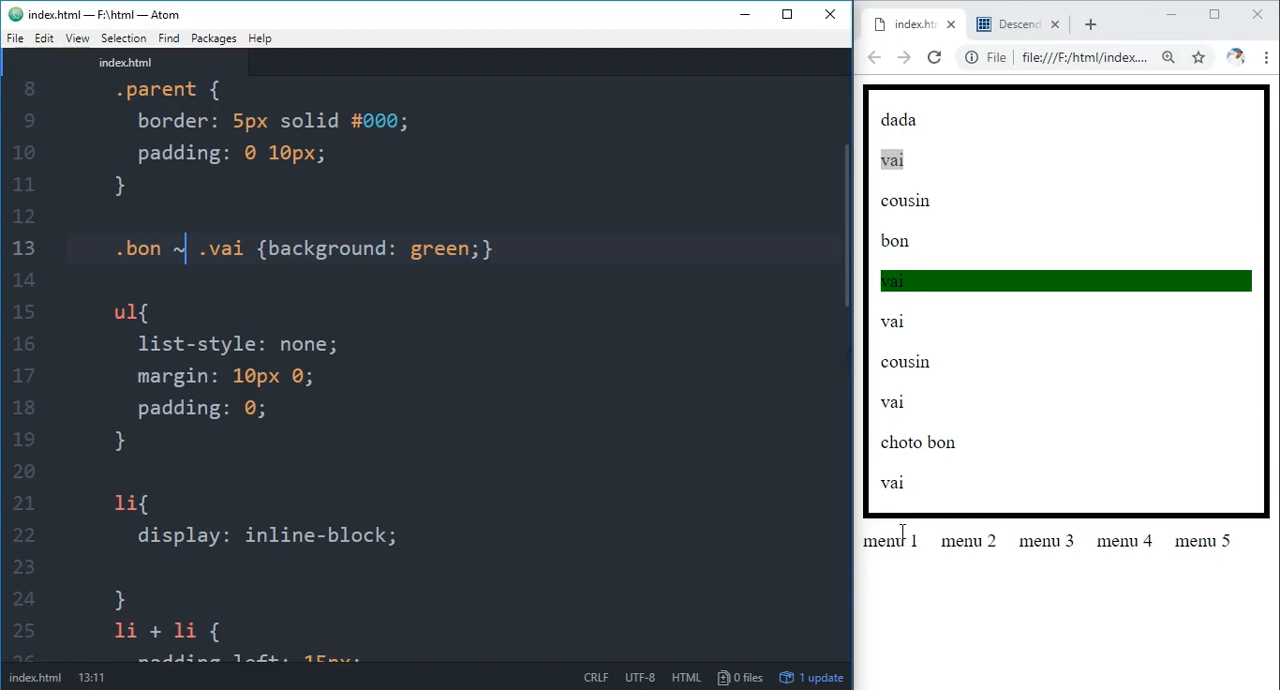 index.html — F:\html — Atom
File Edit View Selection Find Packages Help
index.html
8 .parent {
9 border: 5px solid #000;
10 padding: 0 10px;
11 }
12
13 .bon ~ .vai {background: green;}
14
15 ul{
16 list-style: none;
17 margin: 10px 0;
18 padding: 0;
19 }
20
21 li{
22 display: inline-block;
23
24 }
25 li + li {
26 padding-left: 15px;
index.html 13:11 CRLF UTF-8 HTML 0 files 1 update
index.htm Descend
File file:///F:/html/index....
dada
vai
cousin
bon
vai
vai
cousin
vai
choto bon
vai
menu 1 menu 2 menu 3 menu 4 menu 5